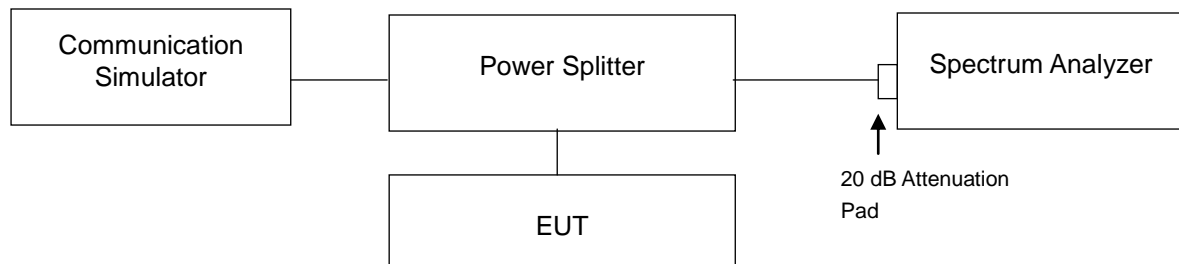 Communication
Simulator
Power Splitter
Spectrum Analyzer
20 dB Attenuation
Pad
EUT